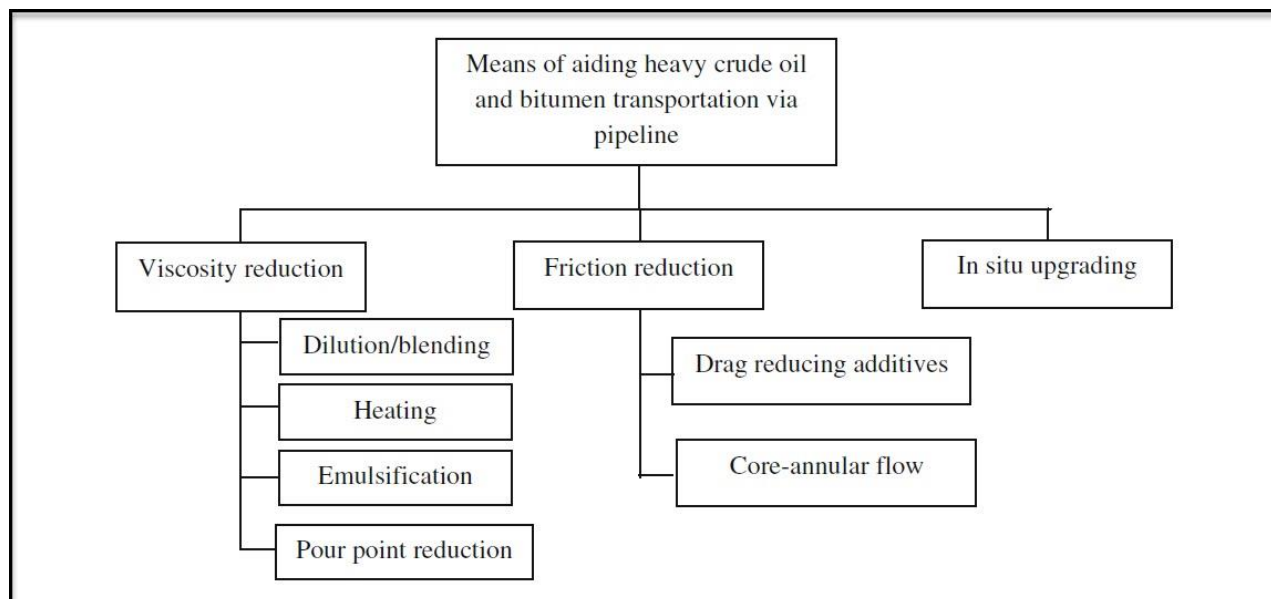 Means of aiding heavy crude oil
and bitumen transportation via
pipeline
Viscosity reduction
Friction reduction
In situ upgrading
Dilution/blending
Heating
Emulsification
Pour point reduction
Drag reducing additives
Core-annular flow